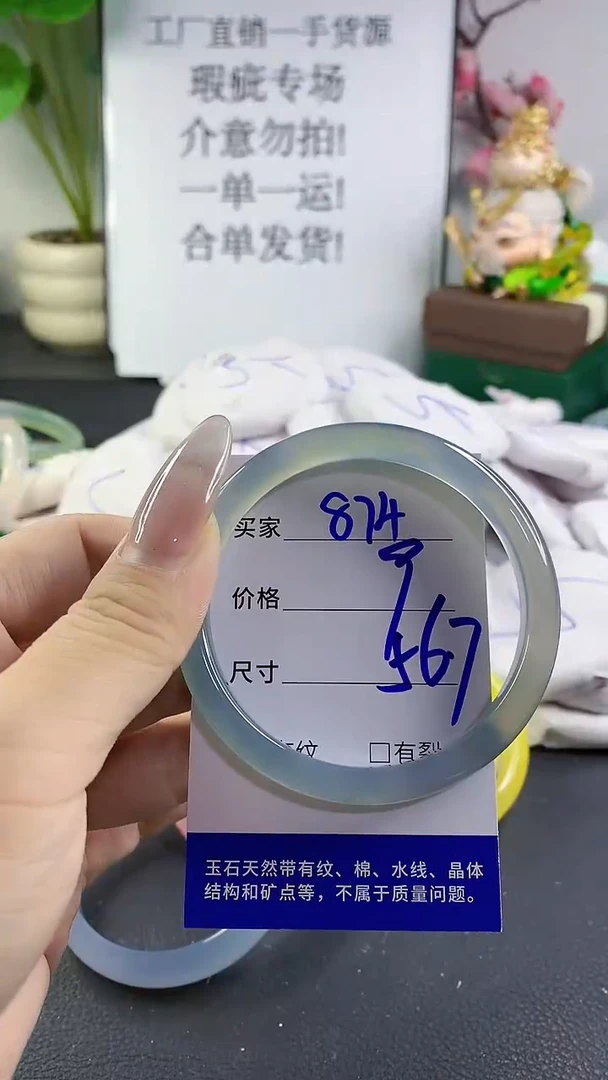 工厂直销一手货源
瑕疵专场
介意勿拍!
一单一运!
合单发货!
买家 874
价格
尺寸 567
纹 □有裂
玉石天然带有纹、棉、水线、晶体
结构和矿点等，不属于质量问题。